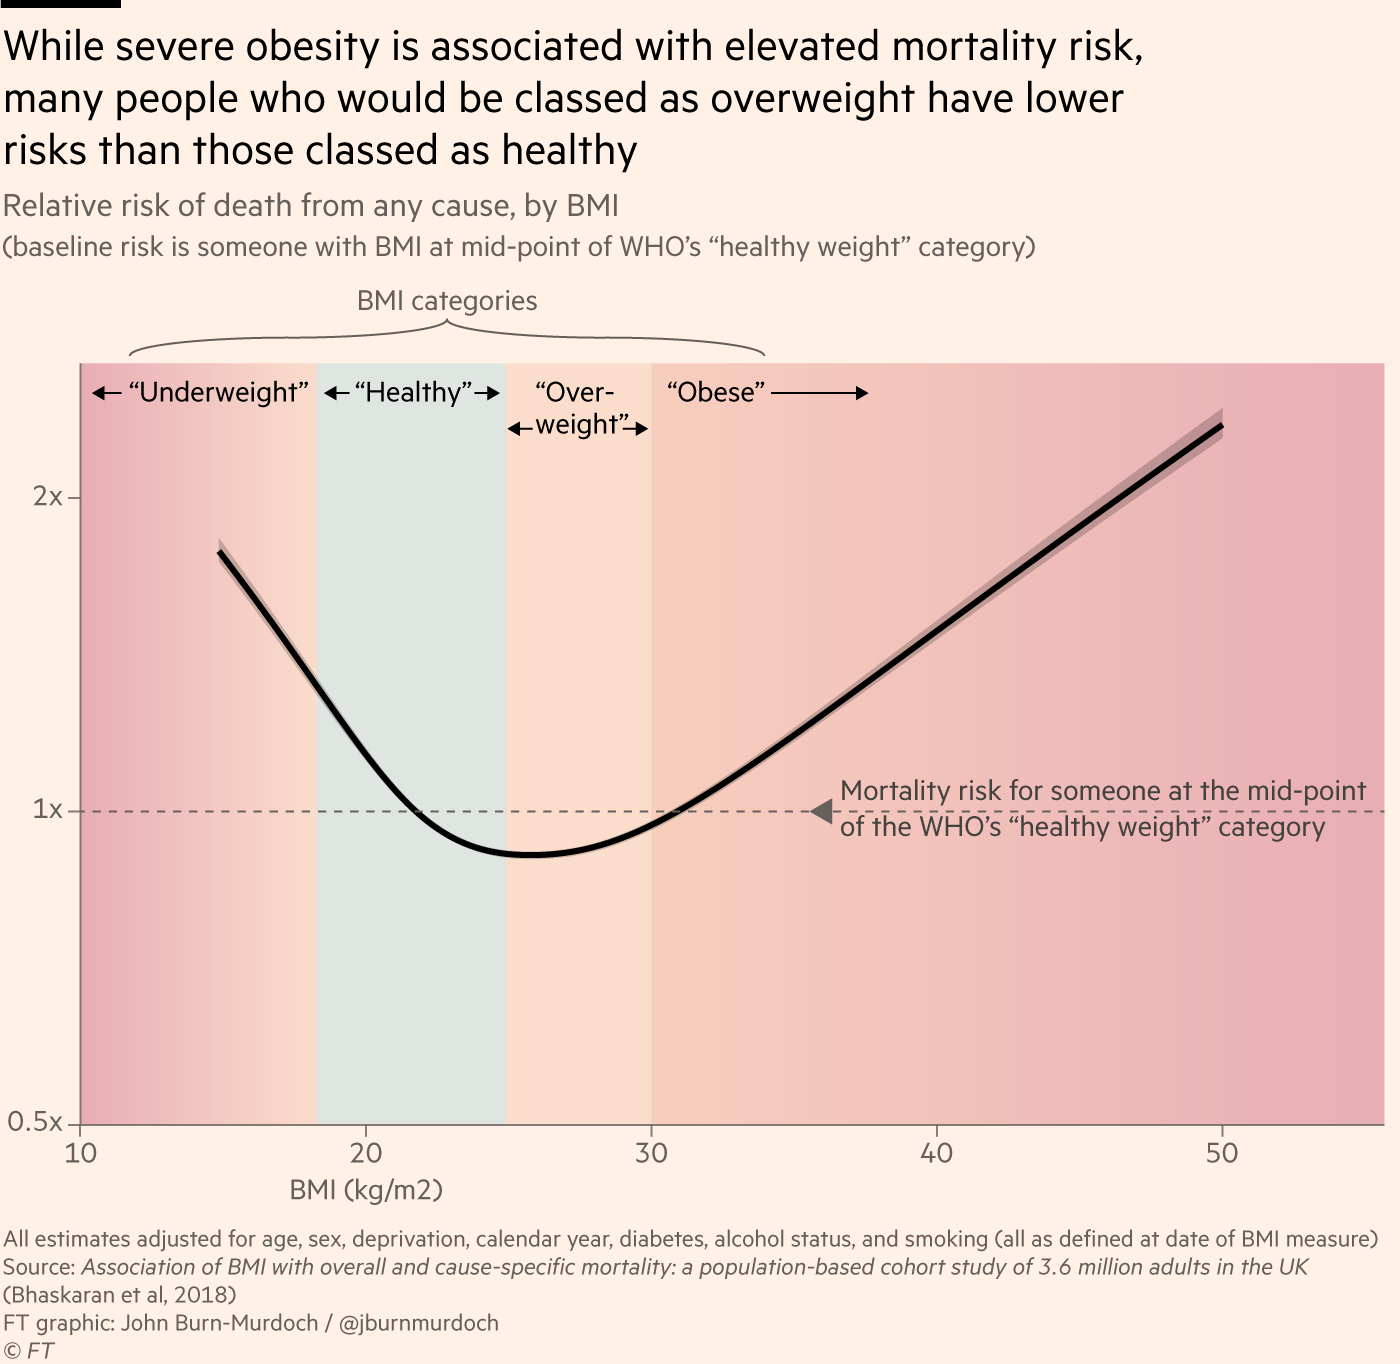 While severe obesity is associated with elevated mortality risk,
many people who would be classed as overweight have lower
risks than those classed as healthy
Relative risk of death from any cause, by BMI
(baseline risk is someone with BMI at mid-point of WHO’s “healthy weight” category)
BMI categories
“Underweight”
“Healthy”
“Over-
weight”
“Obese”
2x
1x
0.5x
Mortality risk for someone at the mid-point
of the WHO’s “healthy weight” category
10 20 30 40 50
BMI (kg/m2)
All estimates adjusted for age, sex, deprivation, calendar year, diabetes, alcohol status, and smoking (all as defined at date of BMI measure)
Source: Association of BMI with overall and cause-specific mortality: a population-based cohort study of 3.6 million adults in the UK
(Bhaskaran et al, 2018)
FT graphic: John Burn-Murdoch / @jburnmurdoch
© FT